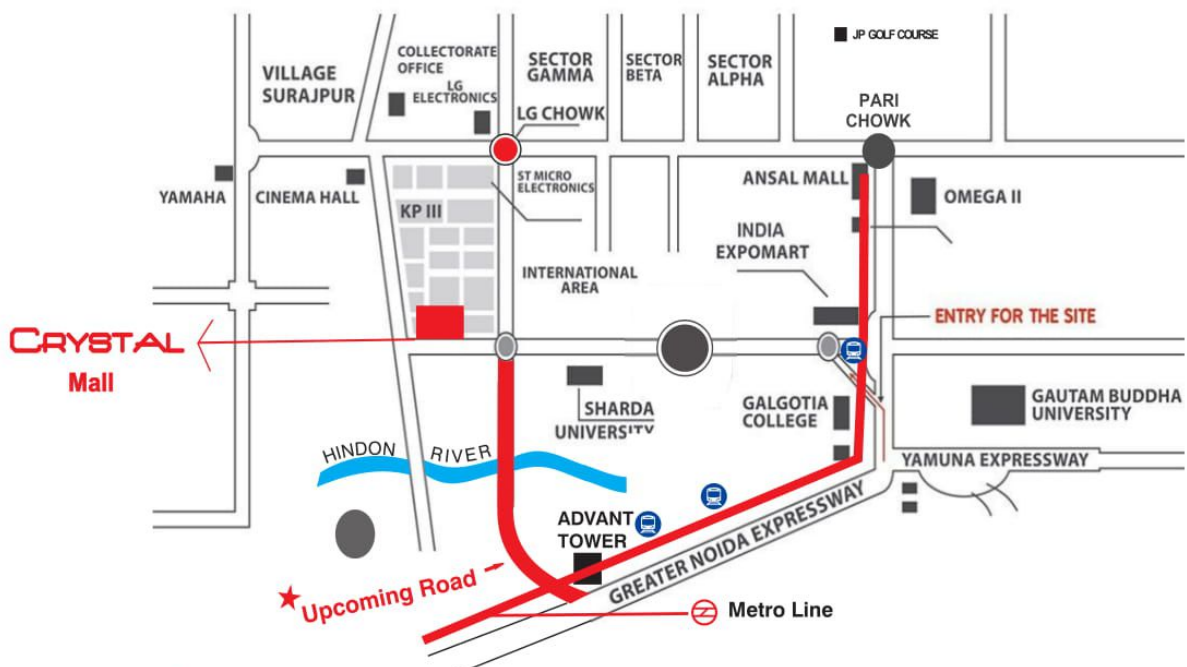 JP GOLF COURSE
COLLECTORATE
OFFICE
LG
ELECTRONICS
SECTOR
GAMMA
SECTOR
BETA
SECTOR
ALPHA
VILLAGE
SURAJPUR
LG CHOWK
PARI
CHOWK
YAMAHA
CINEMA HALL
ST MICRO
ELECTRONICS
ANSAL MALL
OMEGA II
KP III
INDIA
EXPOMART
INTERNATIONAL
AREA
ENTRY FOR THE SITE
CRYSTAL
Mall
SHARDA
UNIVERSITY
GALGOTIA
COLLEGE
GAUTAM BUDDHA
UNIVERSITY
HINDON RIVER
YAMUNA EXPRESSWAY
ADVANT
TOWER
GREATER NOIDA EXPRESSWAY
Upcoming Road
Metro Line